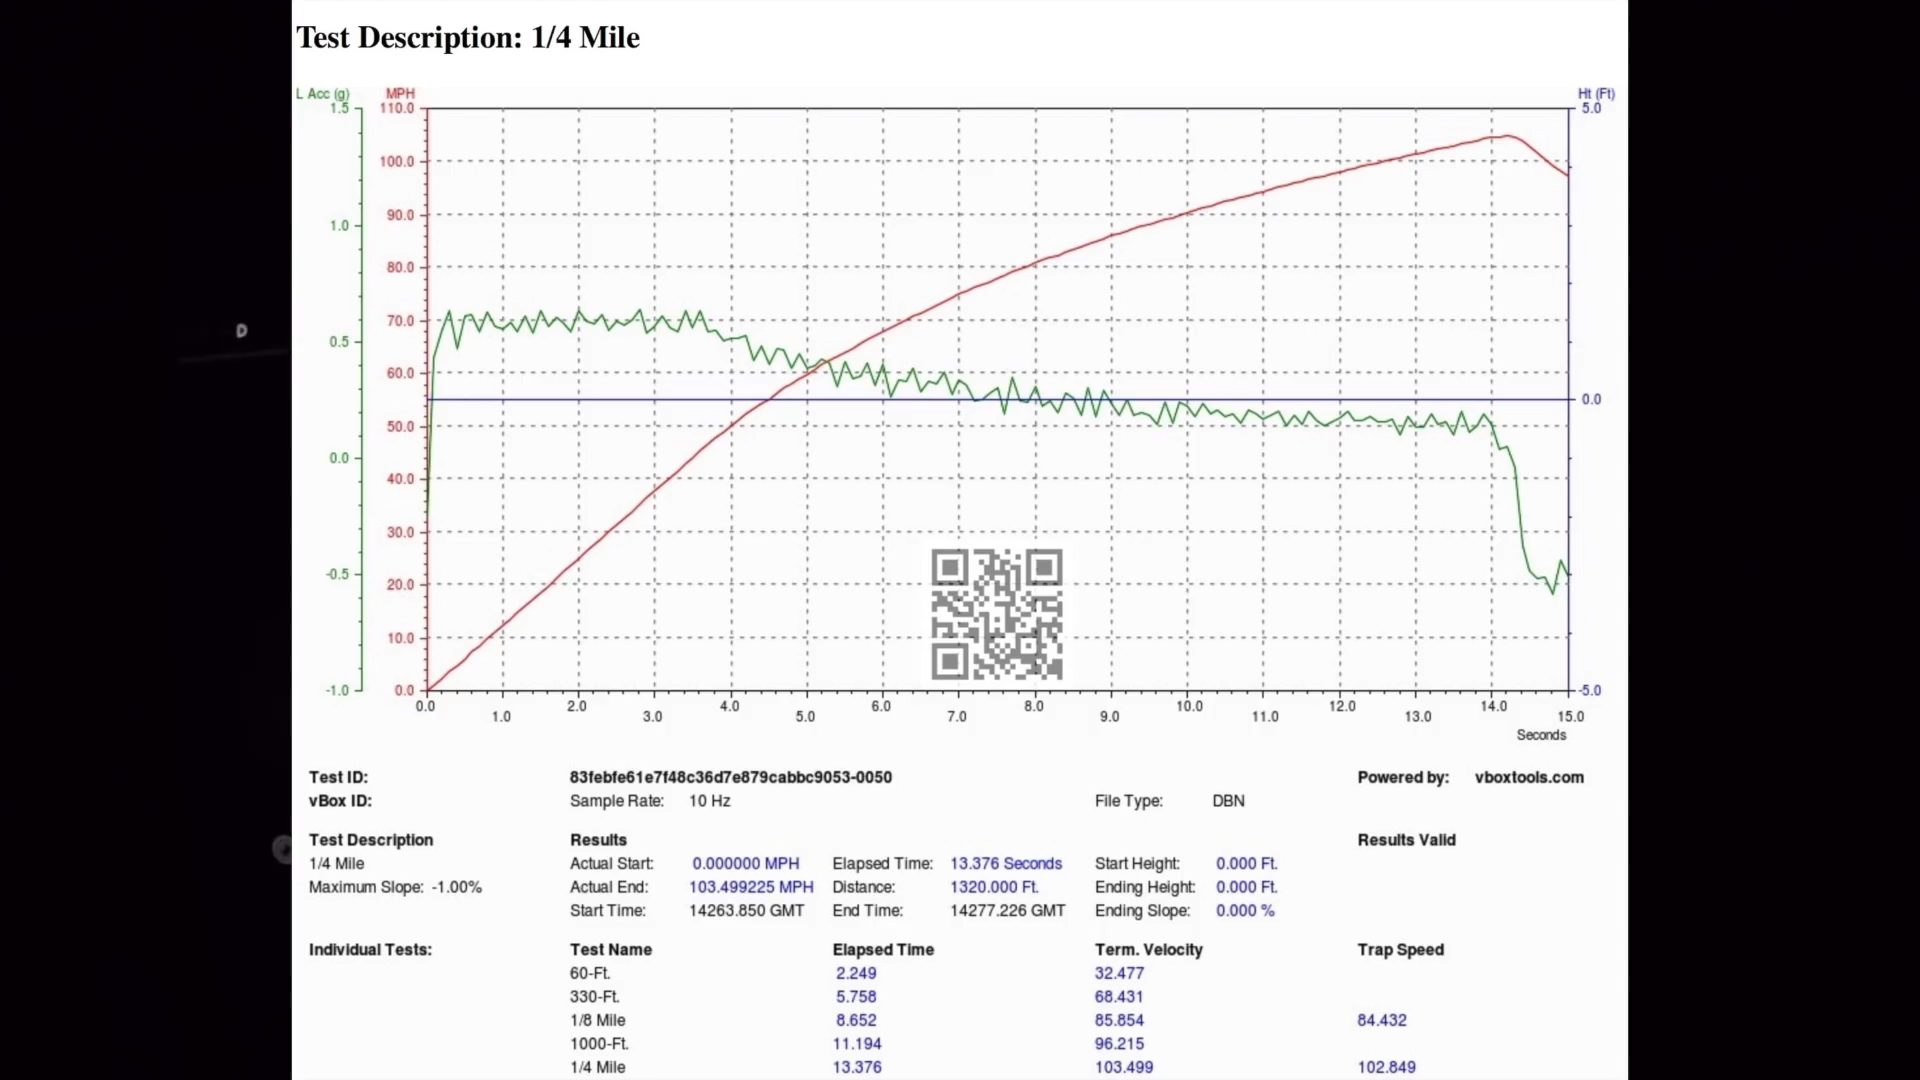 Test Description: 1/4 Mile
L Acc (g) MPH Ht (Ft)
1.5 110.0 5.0
100.0
1.0 90.0
80.0
D
70.0
0.5
60.0
0.0
50.0
0.0
40.0
30.0
-0.5 20.0
10.0
-1.0 0.0 -5.0
0.0 1.0 2.0 3.0 4.0 5.0 6.0 7.0 8.0 9.0 10.0 11.0 12.0 13.0 14.0 15.0
Seconds
Test ID: 83febfe61e7f48c36d7e879cabbc9053-0050 Powered by: vboxtools.com
vBox ID: Sample Rate: 10 Hz File Type: DBN
Test Description Results Results Valid
1/4 Mile Actual Start: 0.000000 MPH Elapsed Time: 13.376 Seconds Start Height: 0.000 Ft.
Maximum Slope: -1.00% Actual End: 103.499225 MPH Distance: 1320.000 Ft. Ending Height: 0.000 Ft.
Start Time: 14263.850 GMT End Time: 14277.226 GMT Ending Slope: 0.000 %
Individual Tests: Test Name Elapsed Time Term. Velocity Trap Speed
60-Ft. 2.249 32.477
330-Ft. 5.758 68.431
1/8 Mile 8.652 85.854 84.432
1000-Ft. 11.194 96.215
1/4 Mile 13.376 103.499 102.849